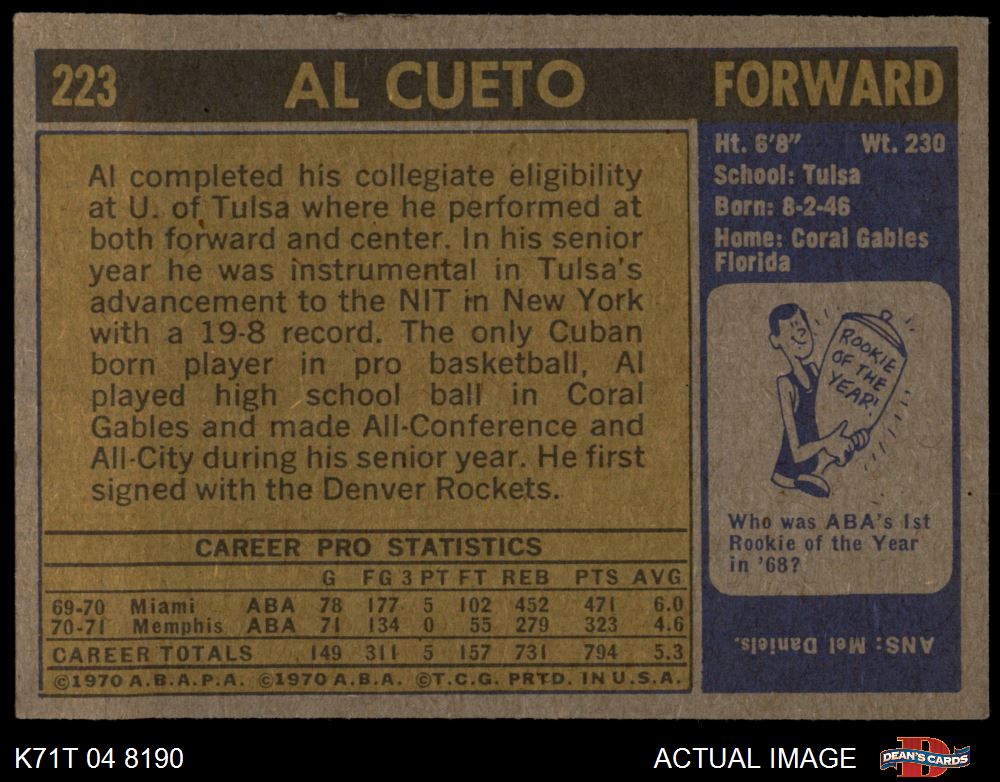 223 AL CUETO FORWARD
Al completed his collegiate eligibility
at U. of Tulsa where he performed at
both forward and center. In his senior
year he was instrumental in Tulsa's
advancement to the NIT in New York
with a 19-8 record. The only Cuban
born player in pro basketball, Al
played high school ball in Coral
Gables and made All-Conference and
All-City during his senior year. He first
signed with the Denver Rockets.
Ht. 6'8" Wt. 230
School: Tulsa
Born: 8-2-46
Home: Coral Gables
Florida
ROOKIE
OF THE
YEAR!
Who was ABA's 1st
Rookie of the Year
in '68?
ANS: Mel Daniels.
CAREER PRO STATISTICS
G FG 3 PT FT REB PTS AVG
69-70 Miami ABA 78 177 5 102 452 471 6.0
70-71 Memphis ABA 71 134 0 55 279 323 4.6
CAREER TOTALS 149 311 5 157 731 794 5.3
©1970 A.B.A.P.A. ©1970 A.B.A. ©T.C.G. PRTD. IN U.S.A.
K71T 04 8190 ACTUAL IMAGE D DEAN'S CARDS